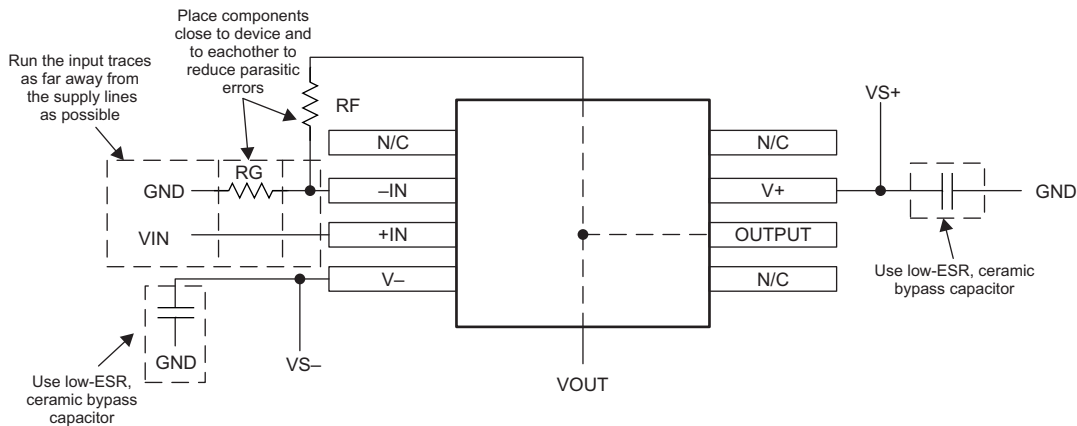 Place components
close to device and
to eachother to
reduce parasitic
errors
Run the input traces
as far away from
the supply lines
as possible
RF
VS+
N/C
N/C
RG
GND
–IN
V+
GND
VIN
+IN
OUTPUT
V–
N/C
Use low-ESR, ceramic
bypass capacitor
GND
VS–
VOUT
Use low-ESR,
ceramic bypass
capacitor